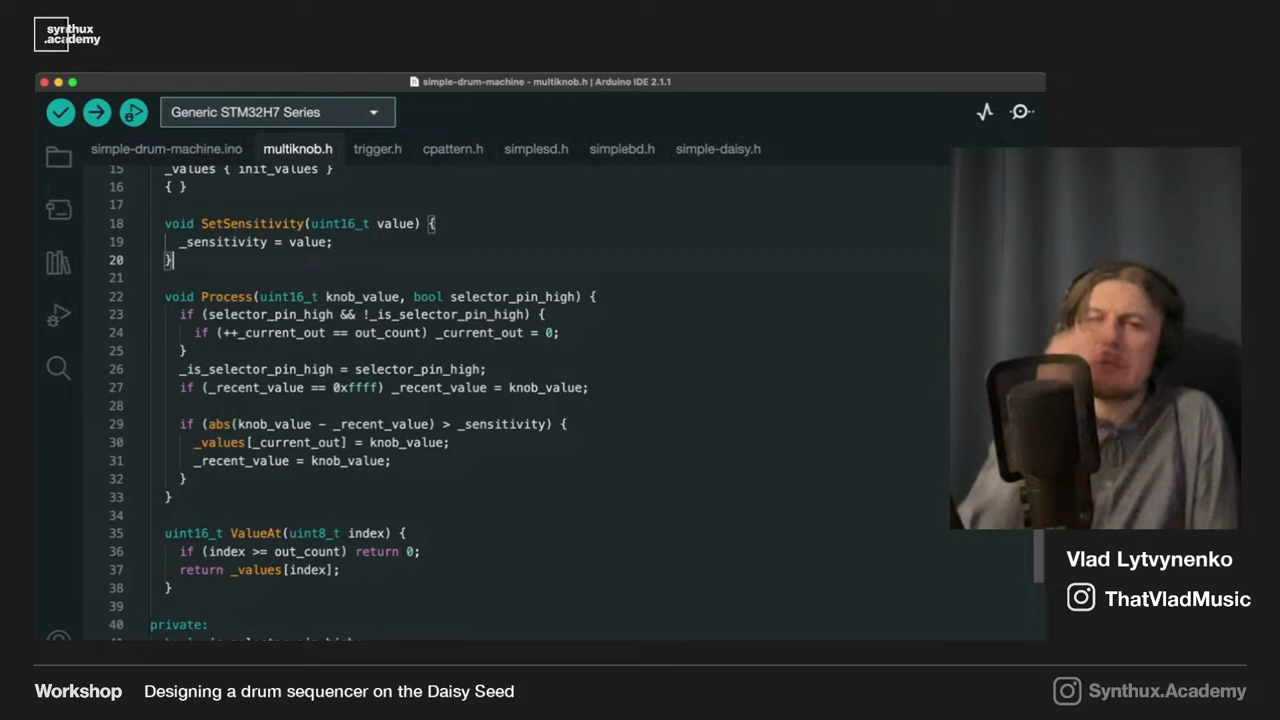 synthux
.academy
simple-drum-machine - multiknob.h | Arduino IDE 2.1.1
Generic STM32H7 Series
simple-drum-machine.ino multiknob.h trigger.h cpattern.h simplesd.h simplebd.h simple-daisy.h
15 _values { init_values }
16 { }
17
18 void SetSensitivity(uint16_t value) {
19 _sensitivity = value;
20 }
21
22 void Process(uint16_t knob_value, bool selector_pin_high) {
23 if (selector_pin_high && !_is_selector_pin_high) {
24 if (++_current_out == out_count) _current_out = 0;
25 }
26 _is_selector_pin_high = selector_pin_high;
27 if (_recent_value == 0xffff) _recent_value = knob_value;
28
29 if (abs(knob_value - _recent_value) > _sensitivity) {
30 _values[_current_out] = knob_value;
31 _recent_value = knob_value;
32 }
33 }
34
35 uint16_t ValueAt(uint8_t index) {
36 if (index >= out_count) return 0;
37 return _values[index];
38 }
39
40 private:
Vlad Lytvynenko
ThatVladMusic
Workshop Designing a drum sequencer on the Daisy Seed
Synthux.Academy